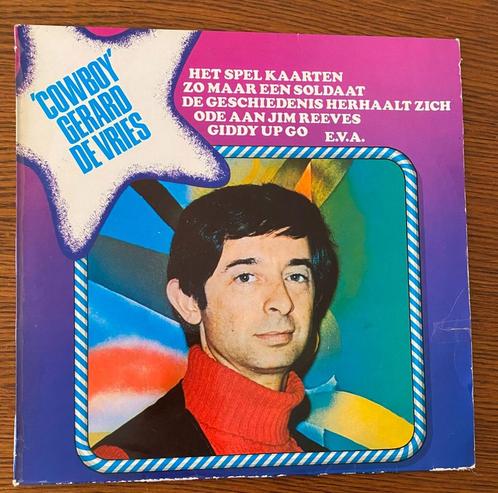 'COWBOY'
GERARD
DE VRIES
HET SPEL KAARTEN
ZO MAAR EEN SOLDAAT
DE GESCHIEDENIS HERHAALT ZICH
ODE AAN JIM REEVES
GIDDY UP GO E.V.A.